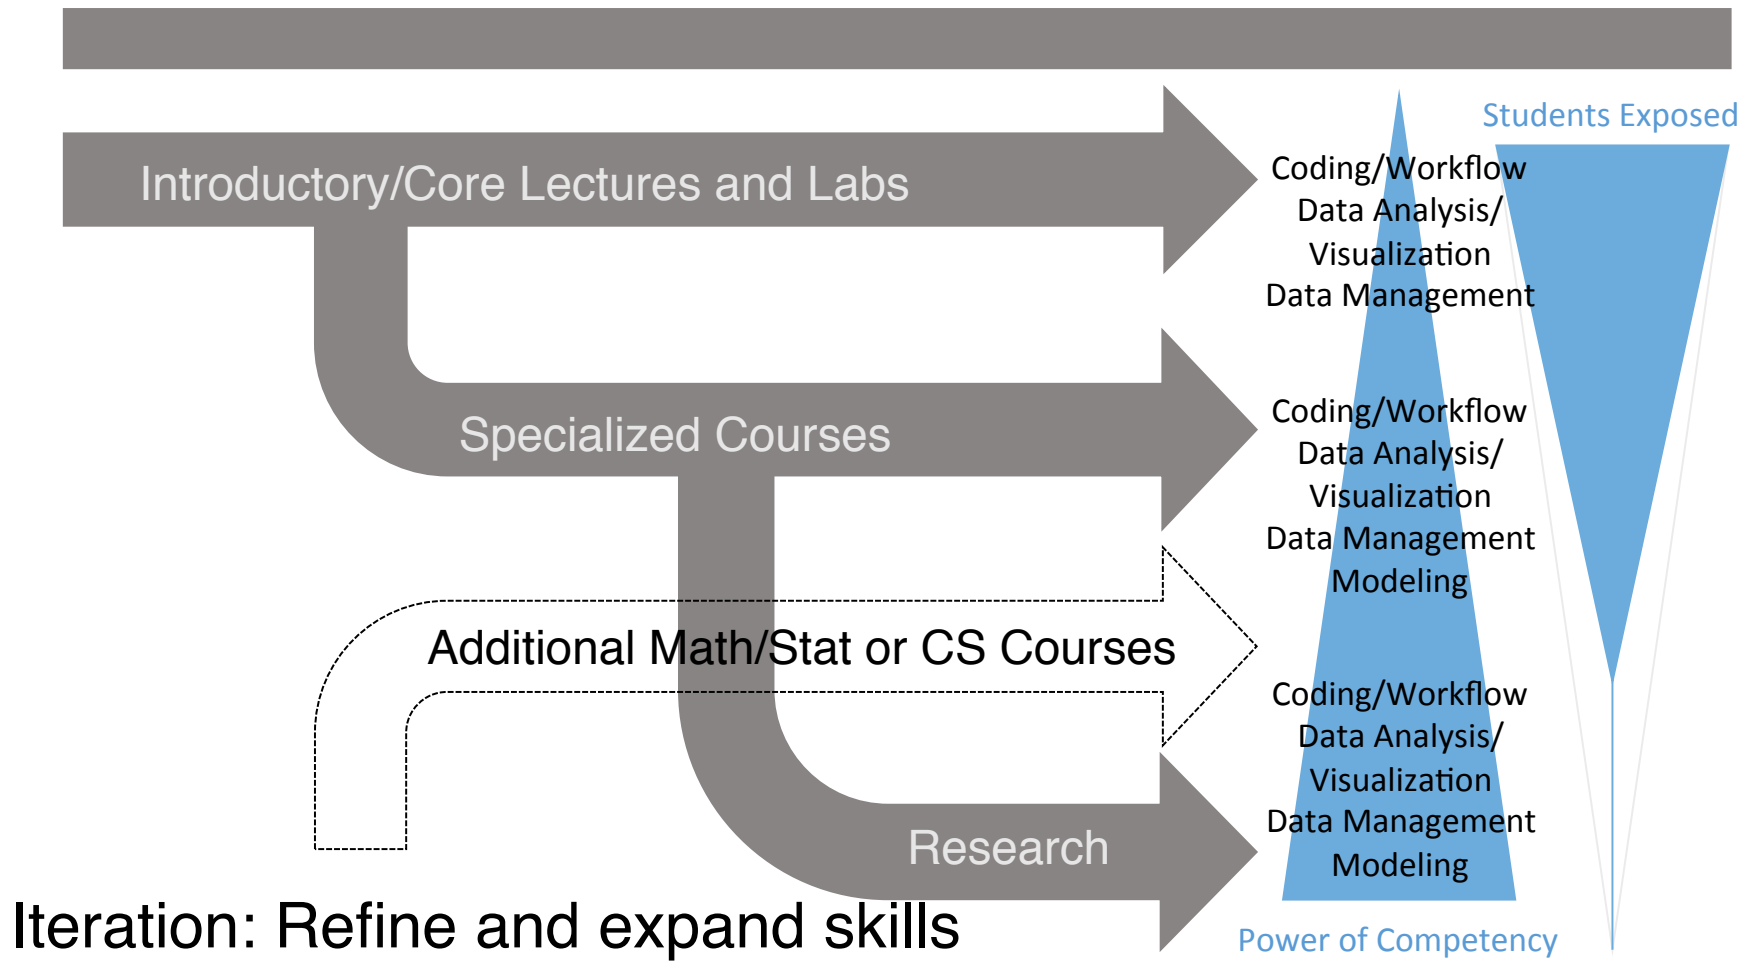 Students Exposed
Introductory/Core Lectures and Labs
Coding/Workflow
Data Analysis/
Visualization
Data Management
Specialized Courses
Coding/Workflow
Data Analysis/
Visualization
Data Management
Modeling
Additional Math/Stat or CS Courses
Coding/Workflow
Data Analysis/
Visualization
Data Management
Modeling
Research
Iteration: Refine and expand skills
Power of Competency